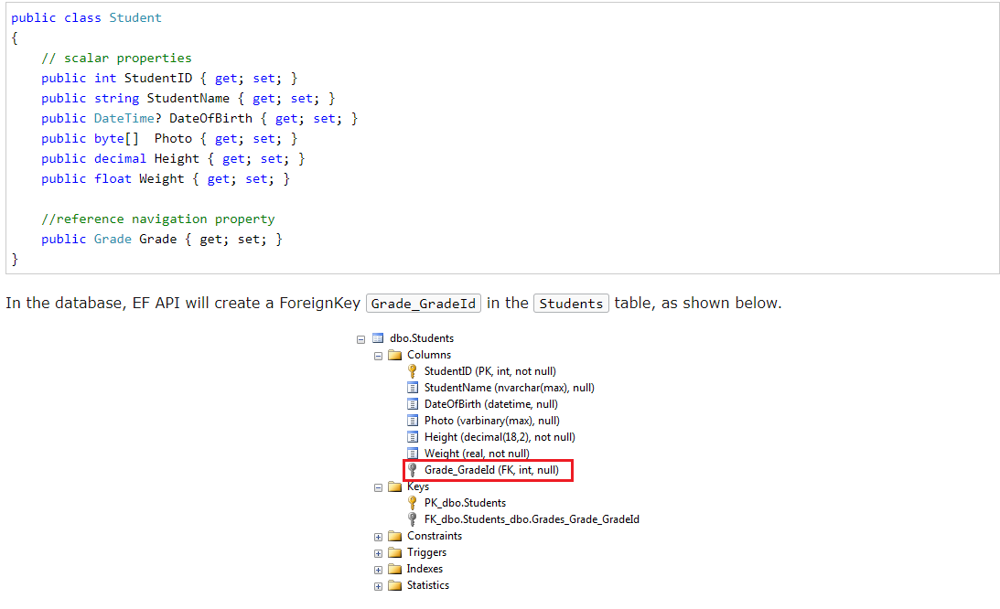 public class Student
{
// scalar properties
public int StudentID { get; set; }
public string StudentName { get; set; }
public DateTime? DateOfBirth { get; set; }
public byte[]  Photo { get; set; }
public decimal Height { get; set; }
public float Weight { get; set; }
//reference navigation property
public Grade Grade { get; set; }
}
In the database, EF API will create a ForeignKey Grade_GradeId in the Students table, as shown below.
dbo.Students
Columns
StudentID (PK, int, not null)
StudentName (nvarchar(max), null)
DateOfBirth (datetime, null)
Photo (varbinary(max), null)
Height (decimal(18,2), not null)
Weight (real, not null)
Grade_GradeId (FK, int, null)
Keys
PK_dbo.Students
FK_dbo.Students_dbo.Grades_Grade_GradeId
Constraints
Triggers
Indexes
Statistics